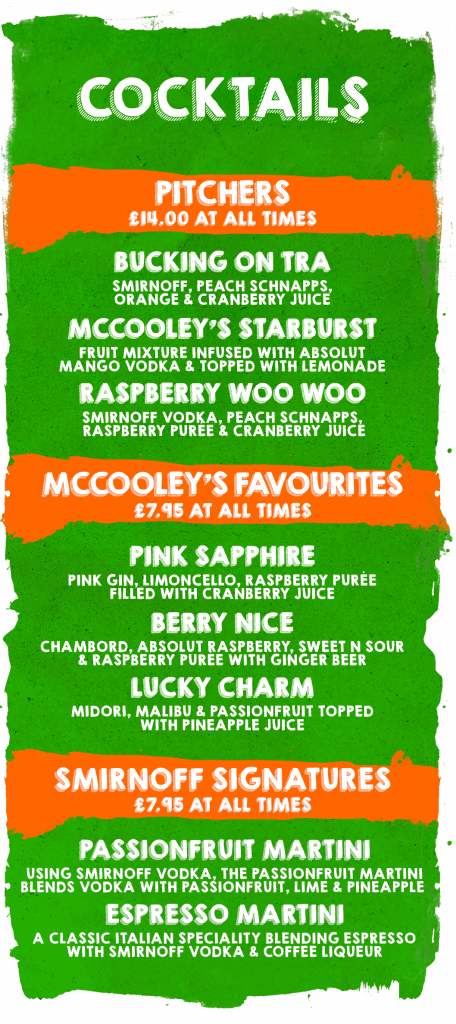 COCKTAILS
PITCHERS
£14.00 AT ALL TIMES
BUCKING ON TRA
SMIRNOFF, PEACH SCHNAPPS,
ORANGE & CRANBERRY JUICE
MCCOOLEY'S STARBURST
FRUIT MIXTURE INFUSED WITH ABSOLUT
MANGO VODKA & TOPPED WITH LEMONADE
RASPBERRY WOO WOO
SMIRNOFF VODKA, PEACH SCHNAPPS,
RASPBERRY PURÉE & CRANBERRY JUICE
MCCOOLEY'S FAVOURITES
£7.95 AT ALL TIMES
PINK SAPPHIRE
PINK GIN, LIMONCELLO, RASPBERRY PURÉE
FILLED WITH CRANBERRY JUICE
BERRY NICE
CHAMBORD, ABSOLUT RASPBERRY, SWEET N SOUR
& RASPBERRY PURÉE WITH GINGER BEER
LUCKY CHARM
MIDORI, MALIBU & PASSIONFRUIT TOPPED
WITH PINEAPPLE JUICE
SMIRNOFF SIGNATURES
£7.95 AT ALL TIMES
PASSIONFRUIT MARTINI
USING SMIRNOFF VODKA, THE PASSIONFRUIT MARTINI
BLENDS VODKA WITH PASSIONFRUIT, LIME & PINEAPPLE
ESPRESSO MARTINI
A CLASSIC ITALIAN SPECIALITY BLENDING ESPRESSO
WITH SMIRNOFF VODKA & COFFEE LIQUEUR